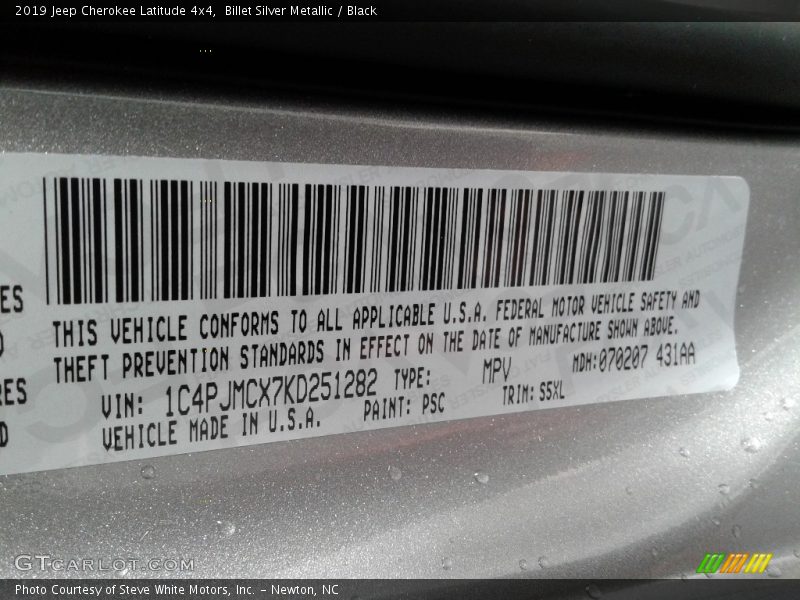 2019 Jeep Cherokee Latitude 4x4,  Billet Silver Metallic / Black
ES
RES
D
THIS VEHICLE CONFORMS TO ALL APPLICABLE U.S.A. FEDERAL MOTOR VEHICLE SAFETY AND
THEFT PREVENTION STANDARDS IN EFFECT ON THE DATE OF MANUFACTURE SHOWN ABOVE.
VIN: 1C4PJMCX7KD251282 TYPE: MPV MDH:070207 431AA
VEHICLE MADE IN U.S.A. PAINT: PSC TRIM:S5XL
GTCARLOT.COM
Photo Courtesy of Steve White Motors, Inc. – Newton, NC